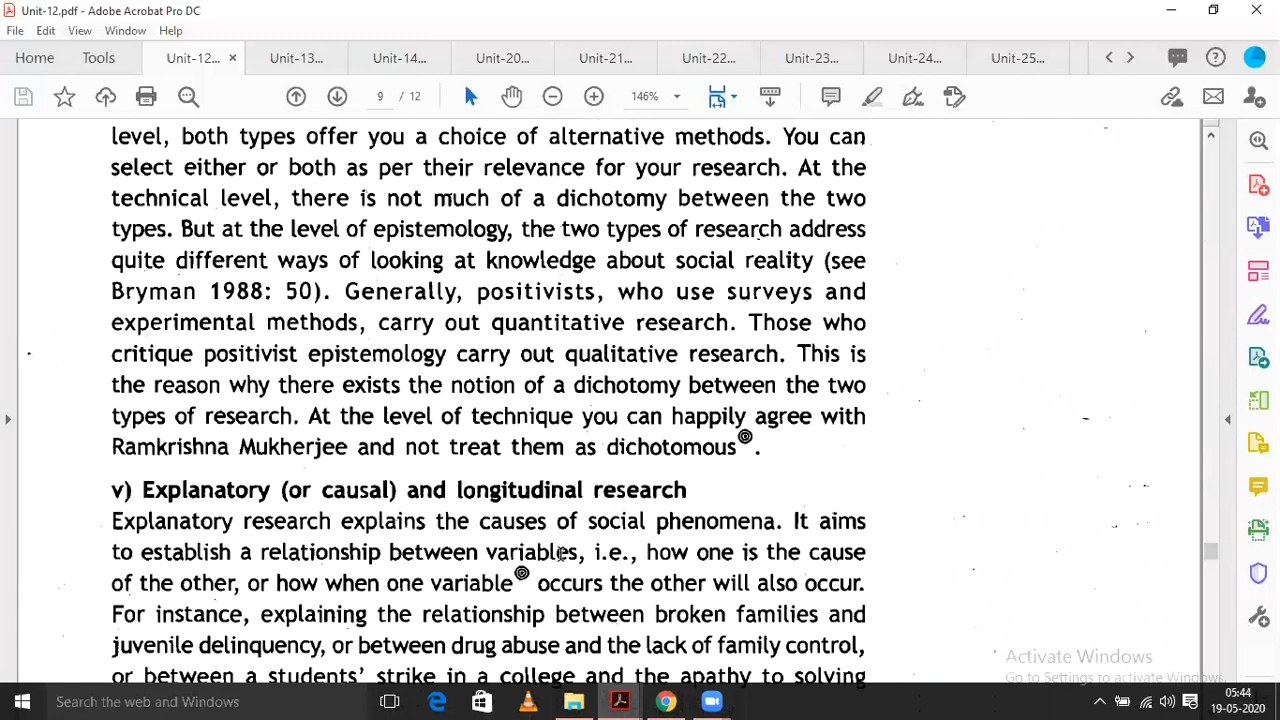 Unit-12.pdf - Adobe Acrobat Pro DC
File Edit View Window Help
Home Tools Unit-12... × Unit-13... Unit-14... Unit-20... Unit-21... Unit-22... Unit-23... Unit-24... Unit-25...
9 / 12 146%
level, both types offer you a choice of alternative methods. You can
select either or both as per their relevance for your research. At the
technical level, there is not much of a dichotomy between the two
types. But at the level of epistemology, the two types of research address
quite different ways of looking at knowledge about social reality (see
Bryman 1988: 50). Generally, positivists, who use surveys and
experimental methods, carry out quantitative research. Those who
critique positivist epistemology carry out qualitative research. This is
the reason why there exists the notion of a dichotomy between the two
types of research. At the level of technique you can happily agree with
Ramkrishna Mukherjee and not treat them as dichotomous.
v) Explanatory (or causal) and longitudinal research
Explanatory research explains the causes of social phenomena. It aims
to establish a relationship between variables, i.e., how one is the cause
of the other, or how when one variable occurs the other will also occur.
For instance, explaining the relationship between broken families and
juvenile delinquency, or between drug abuse and the lack of family control,
or between a students' strike in a college and the apathy to solving
Activate Windows
Go to Settings to activate Windows.
Search the web and Windows
05:44
19-05-2020